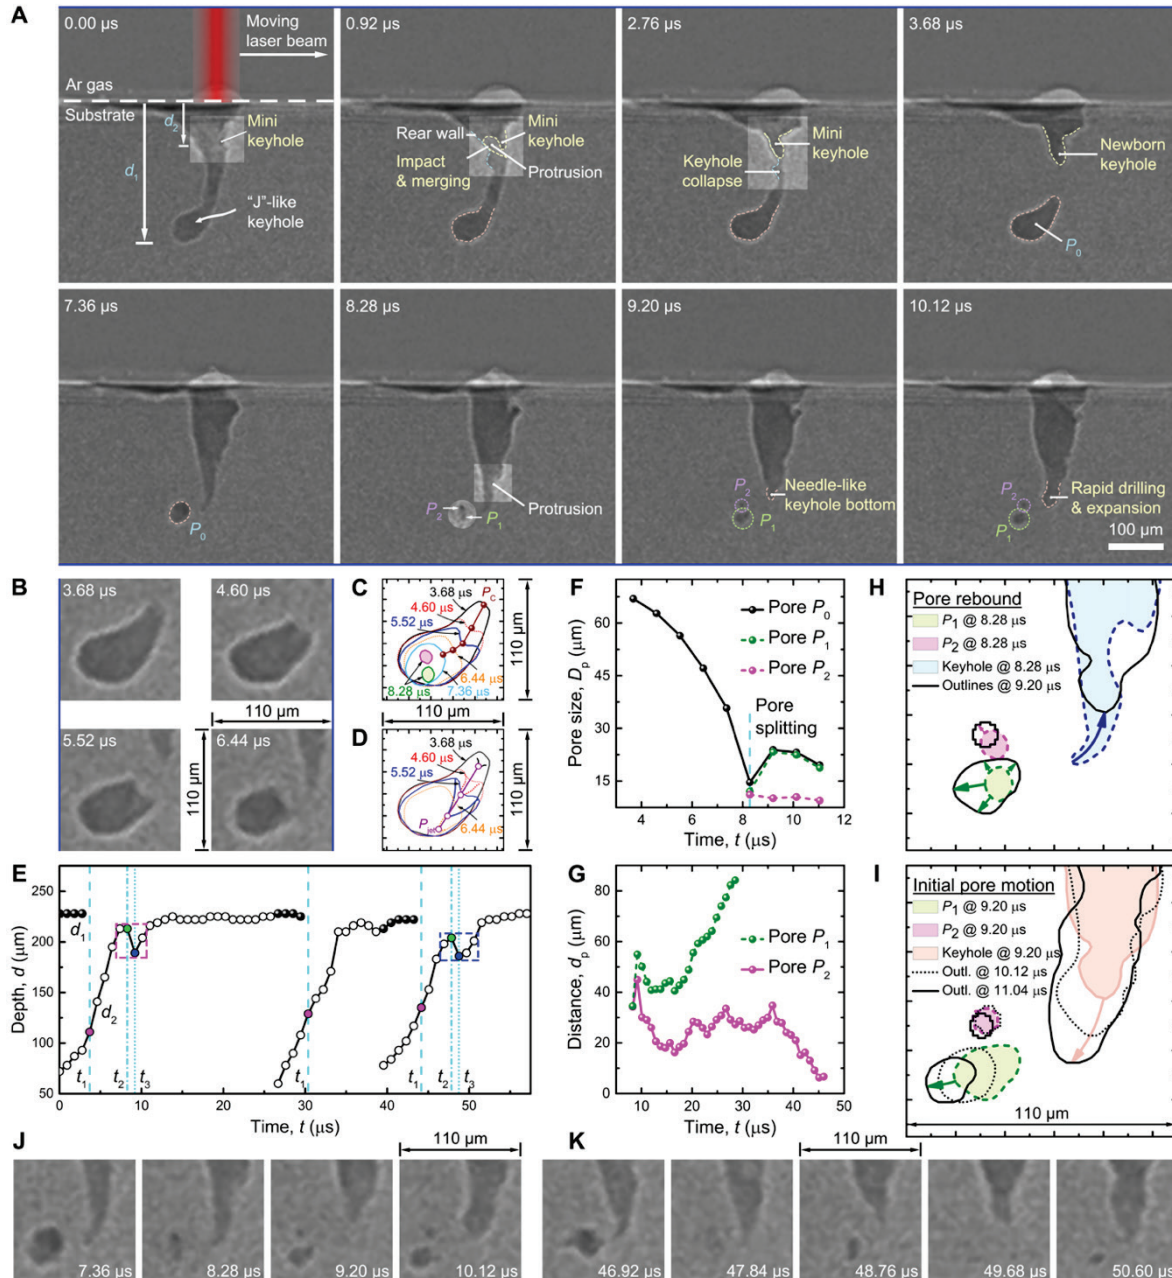 A
0.00 µs
Moving
laser beam
Ar gas
Substrate
d₂
d₁
Mini
keyhole
"J"-like
keyhole
0.92 µs
Rear wall
Mini
keyhole
Impact
& merging
Protrusion
2.76 µs
Mini
keyhole
Keyhole
collapse
3.68 µs
Newborn
keyhole
P₀
7.36 µs
P₀
8.28 µs
P₂
P₁
Protrusion
9.20 µs
P₂
P₁
Needle-like
keyhole bottom
10.12 µs
P₂
P₁
Rapid drilling
& expansion
100 µm
B
3.68 µs
4.60 µs
110 µm
5.52 µs
6.44 µs
110 µm
C
3.68 µs
P_C
4.60 µs
5.52 µs
6.44 µs
7.36 µs
8.28 µs
110 µm
110 µm
D
3.68 µs
4.60 µs
5.52 µs
6.44 µs
P_jet
110 µm
E
Depth, d (µm)
250
200
150
100
50
d₁
d₂
t₁
t₂
t₃
t₁
t₁
t₂
t₃
0
10
20
30
40
50
Time, t (µs)
F
Pore size, Dₚ (µm)
60
45
30
15
Pore P₀
Pore P₁
Pore P₂
Pore
splitting
4
6
8
10
12
Time, t (µs)
G
Distance, dₚ (µm)
80
60
40
20
0
Pore P₁
Pore P₂
10
20
30
40
50
Time, t (µs)
H
Pore rebound
P₁ @ 8.28 µs
P₂ @ 8.28 µs
Keyhole @ 8.28 µs
Outlines @ 9.20 µs
I
Initial pore motion
P₁ @ 9.20 µs
P₂ @ 9.20 µs
Keyhole @ 9.20 µs
Outl. @ 10.12 µs
Outl. @ 11.04 µs
110 µm
J
110 µm
7.36 µs
8.28 µs
9.20 µs
10.12 µs
K
110 µm
46.92 µs
47.84 µs
48.76 µs
49.68 µs
50.60 µs